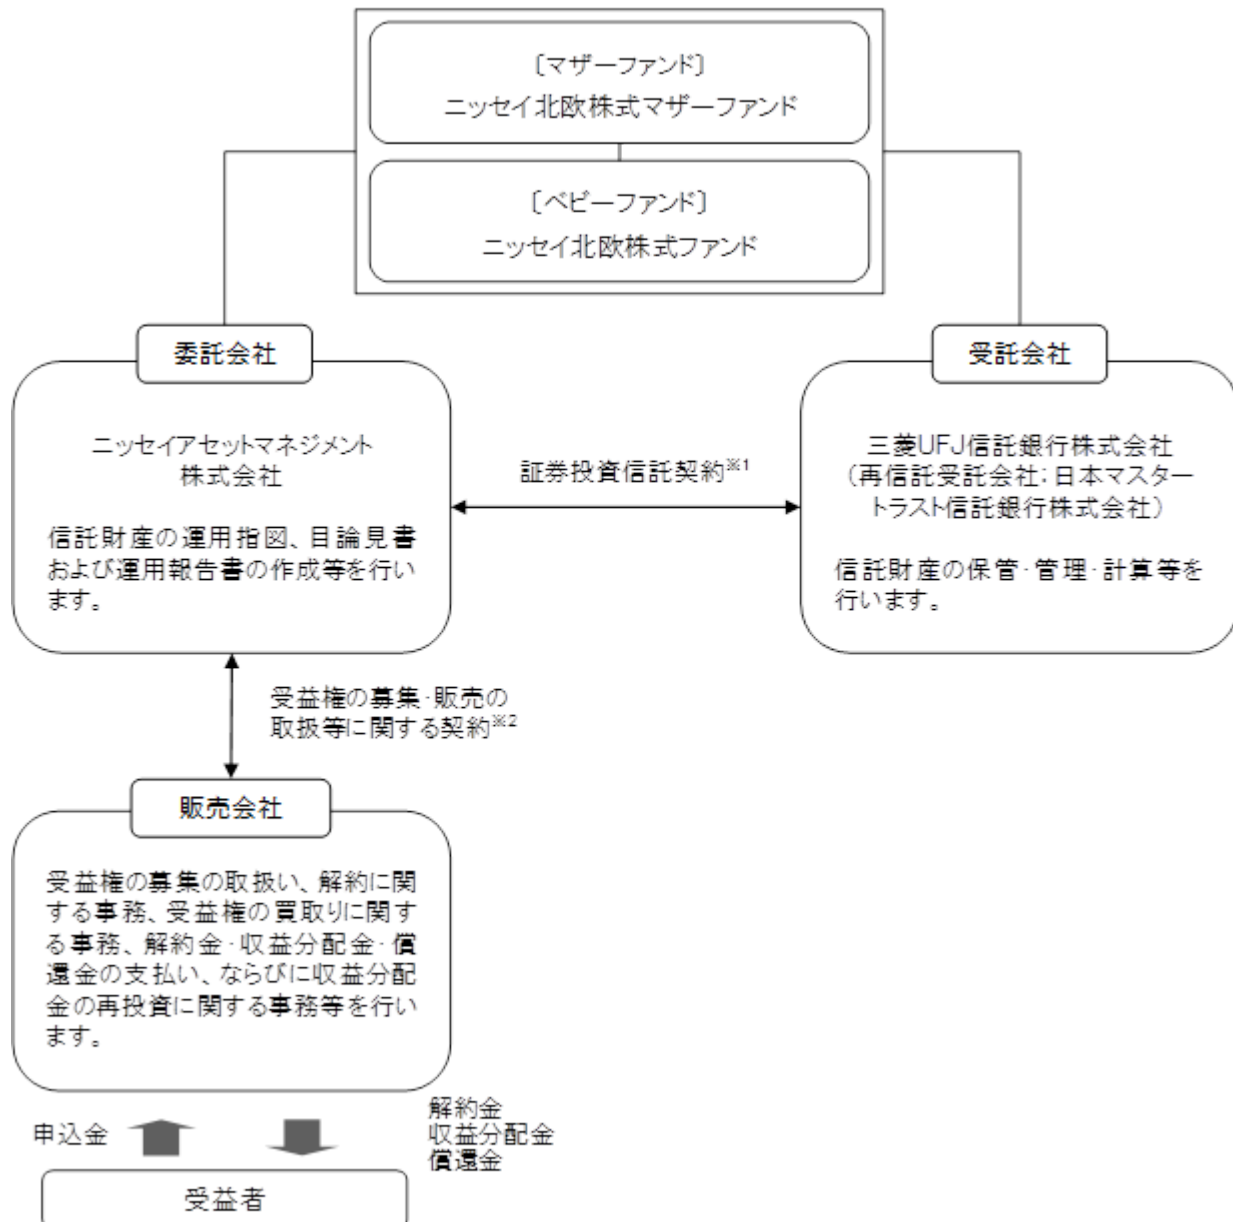 〔マザーファンド〕
ニッセイ北欧株式マザーファンド
〔ベビーファンド〕
ニッセイ北欧株式ファンド
委託会社
ニッセイアセットマネジメント
株式会社
信託財産の運用指図、目論見書
および運用報告書の作成等を行い
ます。
証券投資信託契約※1
受託会社
三菱UFJ信託銀行株式会社
（再信託受託会社：日本マスター
トラスト信託銀行株式会社）
信託財産の保管・管理・計算等を
行います。
受益権の募集・販売の
取扱等に関する契約※2
販売会社
受益権の募集の取扱い、解約に関
する事務、受益権の買取りに関す
る事務、解約金・収益分配金・償
還金の支払い、ならびに収益分配
金の再投資に関する事務等を行い
ます。
申込金
解約金
収益分配金
償還金
受益者